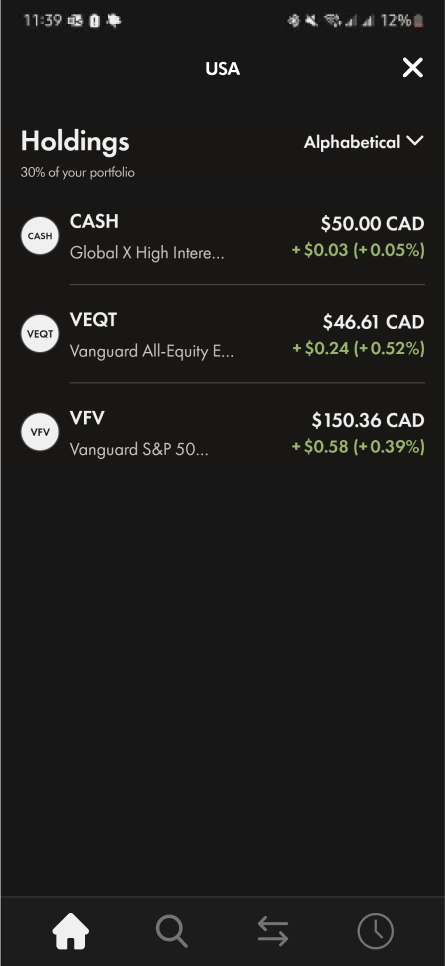 11:39 12%
USA
Holdings Alphabetical
30% of your portfolio
CASH CASH $50.00 CAD
Global X High Intere... +$0.03 (+0.05%)
VEQT VEQT $46.61 CAD
Vanguard All-Equity E... +$0.24 (+0.52%)
VFV VFV $150.36 CAD
Vanguard S&P 50... +$0.58 (+0.39%)